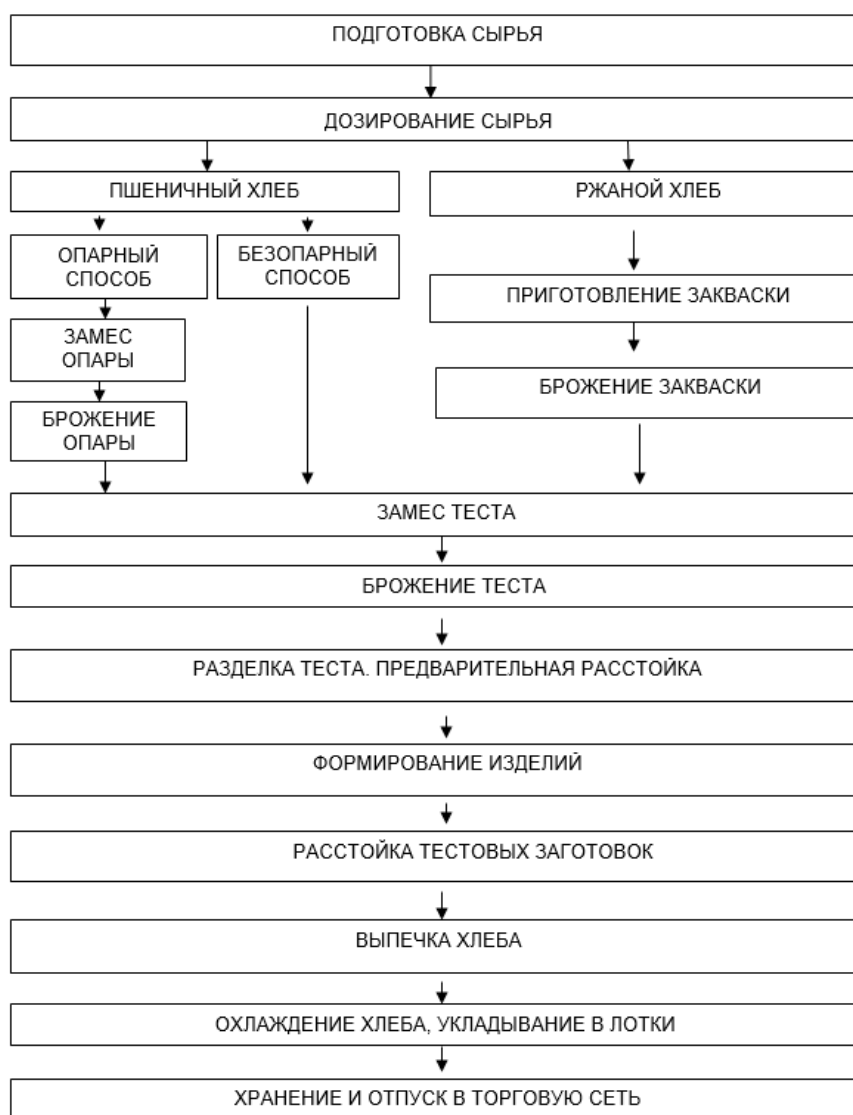 ПОДГОТОВКА СЫРЬЯ
ДОЗИРОВАНИЕ СЫРЬЯ
ПШЕНИЧНЫЙ ХЛЕБ
РЖАНОЙ ХЛЕБ
ОПАРНЫЙ
СПОСОБ
БЕЗОПАРНЫЙ
СПОСОБ
ПРИГОТОВЛЕНИЕ ЗАКВАСКИ
ЗАМЕС
ОПАРЫ
БРОЖЕНИЕ ЗАКВАСКИ
БРОЖЕНИЕ
ОПАРЫ
ЗАМЕС ТЕСТА
БРОЖЕНИЕ ТЕСТА
РАЗДЕЛКА ТЕСТА. ПРЕДВАРИТЕЛЬНАЯ РАССТОЙКА
ФОРМИРОВАНИЕ ИЗДЕЛИЙ
РАССТОЙКА ТЕСТОВЫХ ЗАГОТОВОК
ВЫПЕЧКА ХЛЕБА
ОХЛАЖДЕНИЕ ХЛЕБА, УКЛАДЫВАНИЕ В ЛОТКИ
ХРАНЕНИЕ И ОТПУСК В ТОРГОВУЮ СЕТЬ